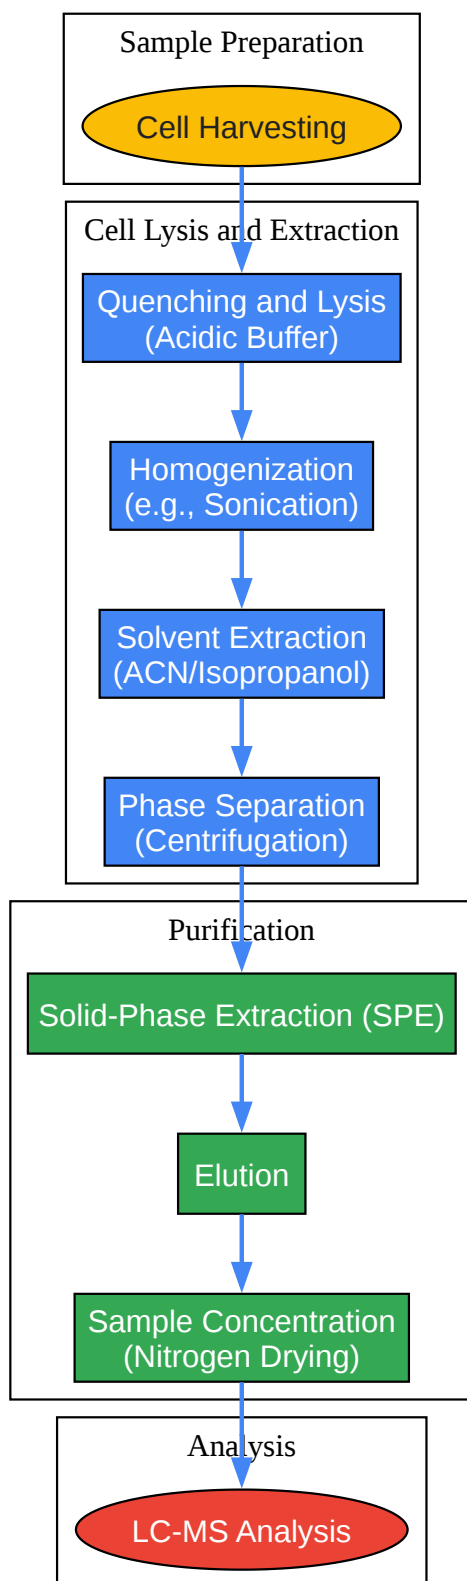 Sample Preparation
Cell Harvesting
Cell Lysis and Extraction
Quenching and Lysis
(Acidic Buffer)
Homogenization
(e.g., Sonication)
Solvent Extraction
(ACN/Isopropanol)
Phase Separation
(Centrifugation)
Purification
Solid-Phase Extraction (SPE)
Elution
Sample Concentration
(Nitrogen Drying)
Analysis
LC-MS Analysis